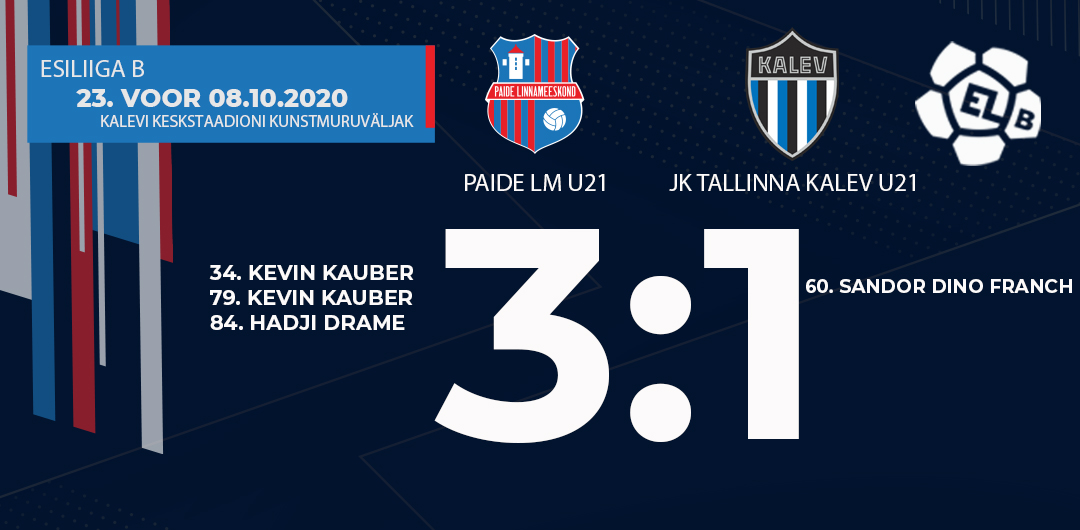 ESILIIGA B
23. VOOR 08.10.2020
KALEVI KESKSTAADIONI KUNSTMURUVÄLJAK
PAIDE LINNAMEESKOND
KALEV
EL B
PAIDE LM U21
JK TALLINNA KALEV U21
3:1
34. KEVIN KAUBER
79. KEVIN KAUBER
84. HADJI DRAME
60. SANDOR DINO FRANCH